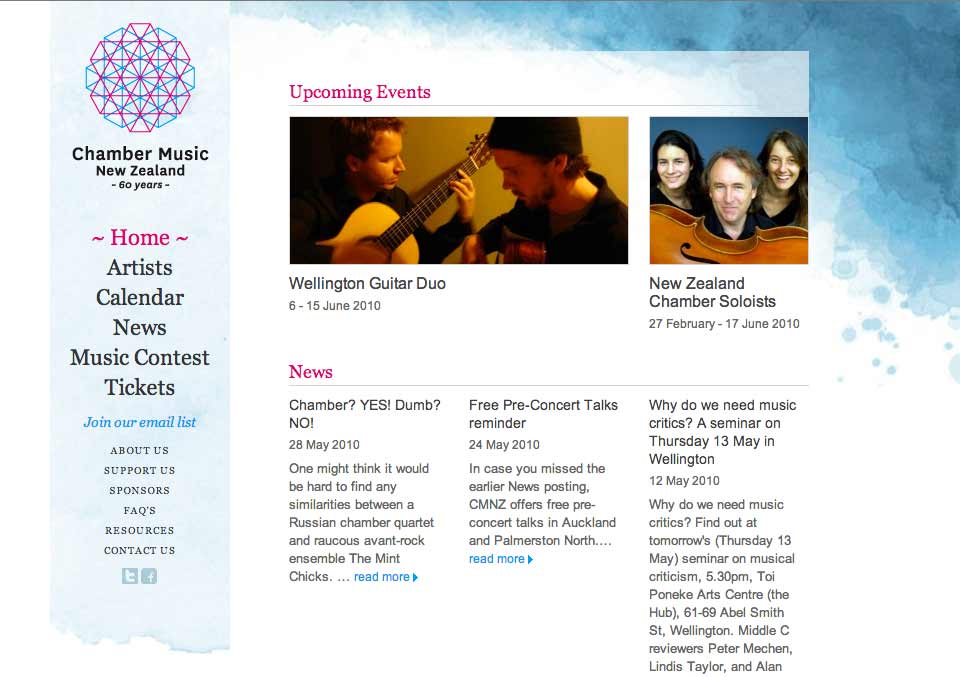 Chamber Music
New Zealand
- 60 years -
~ Home ~
Artists
Calendar
News
Music Contest
Tickets
Join our email list
ABOUT US
SUPPORT US
SPONSORS
FAQ'S
RESOURCES
CONTACT US
Upcoming Events
Wellington Guitar Duo
6 - 15 June 2010
New Zealand
Chamber Soloists
27 February - 17 June 2010
News
Chamber? YES! Dumb?
NO!
28 May 2010
One might think it would
be hard to find any
similarities between a
Russian chamber quartet
and raucous avant-rock
ensemble The Mint
Chicks. … read more
Free Pre-Concert Talks
reminder
24 May 2010
In case you missed the
earlier News posting,
CMNZ offers free pre-
concert talks in Auckland
and Palmerston North.…
read more
Why do we need music
critics? A seminar on
Thursday 13 May in
Wellington
12 May 2010
Why do we need music
critics? Find out at
tomorrow's (Thursday 13
May) seminar on musical
criticism, 5.30pm, Toi
Poneke Arts Centre (the
Hub), 61-69 Abel Smith
St, Wellington. Middle C
reviewers Peter Mechen,
Lindis Taylor, and Alan